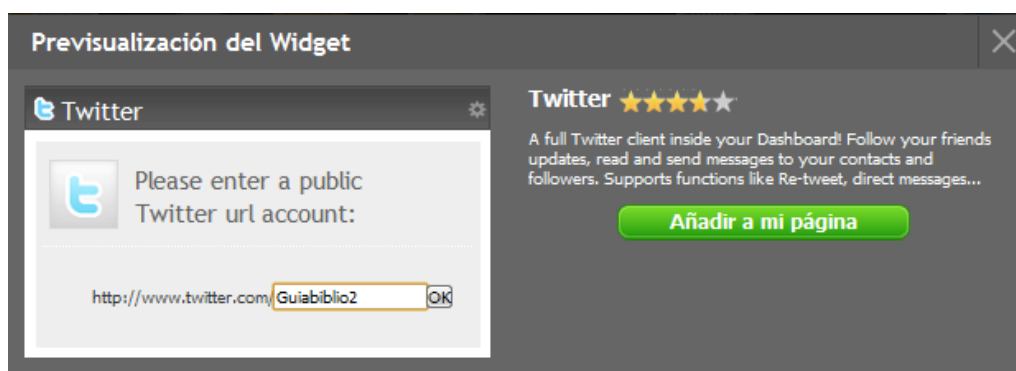 Previsualización del Widget
Twitter
Please enter a public
Twitter url account:
http://www.twitter.com/Guiabiblio2 OK
Twitter
A full Twitter client inside your Dashboard! Follow your friends
updates, read and send messages to your contacts and
followers. Supports functions like Re-tweet, direct messages...
Añadir a mi página